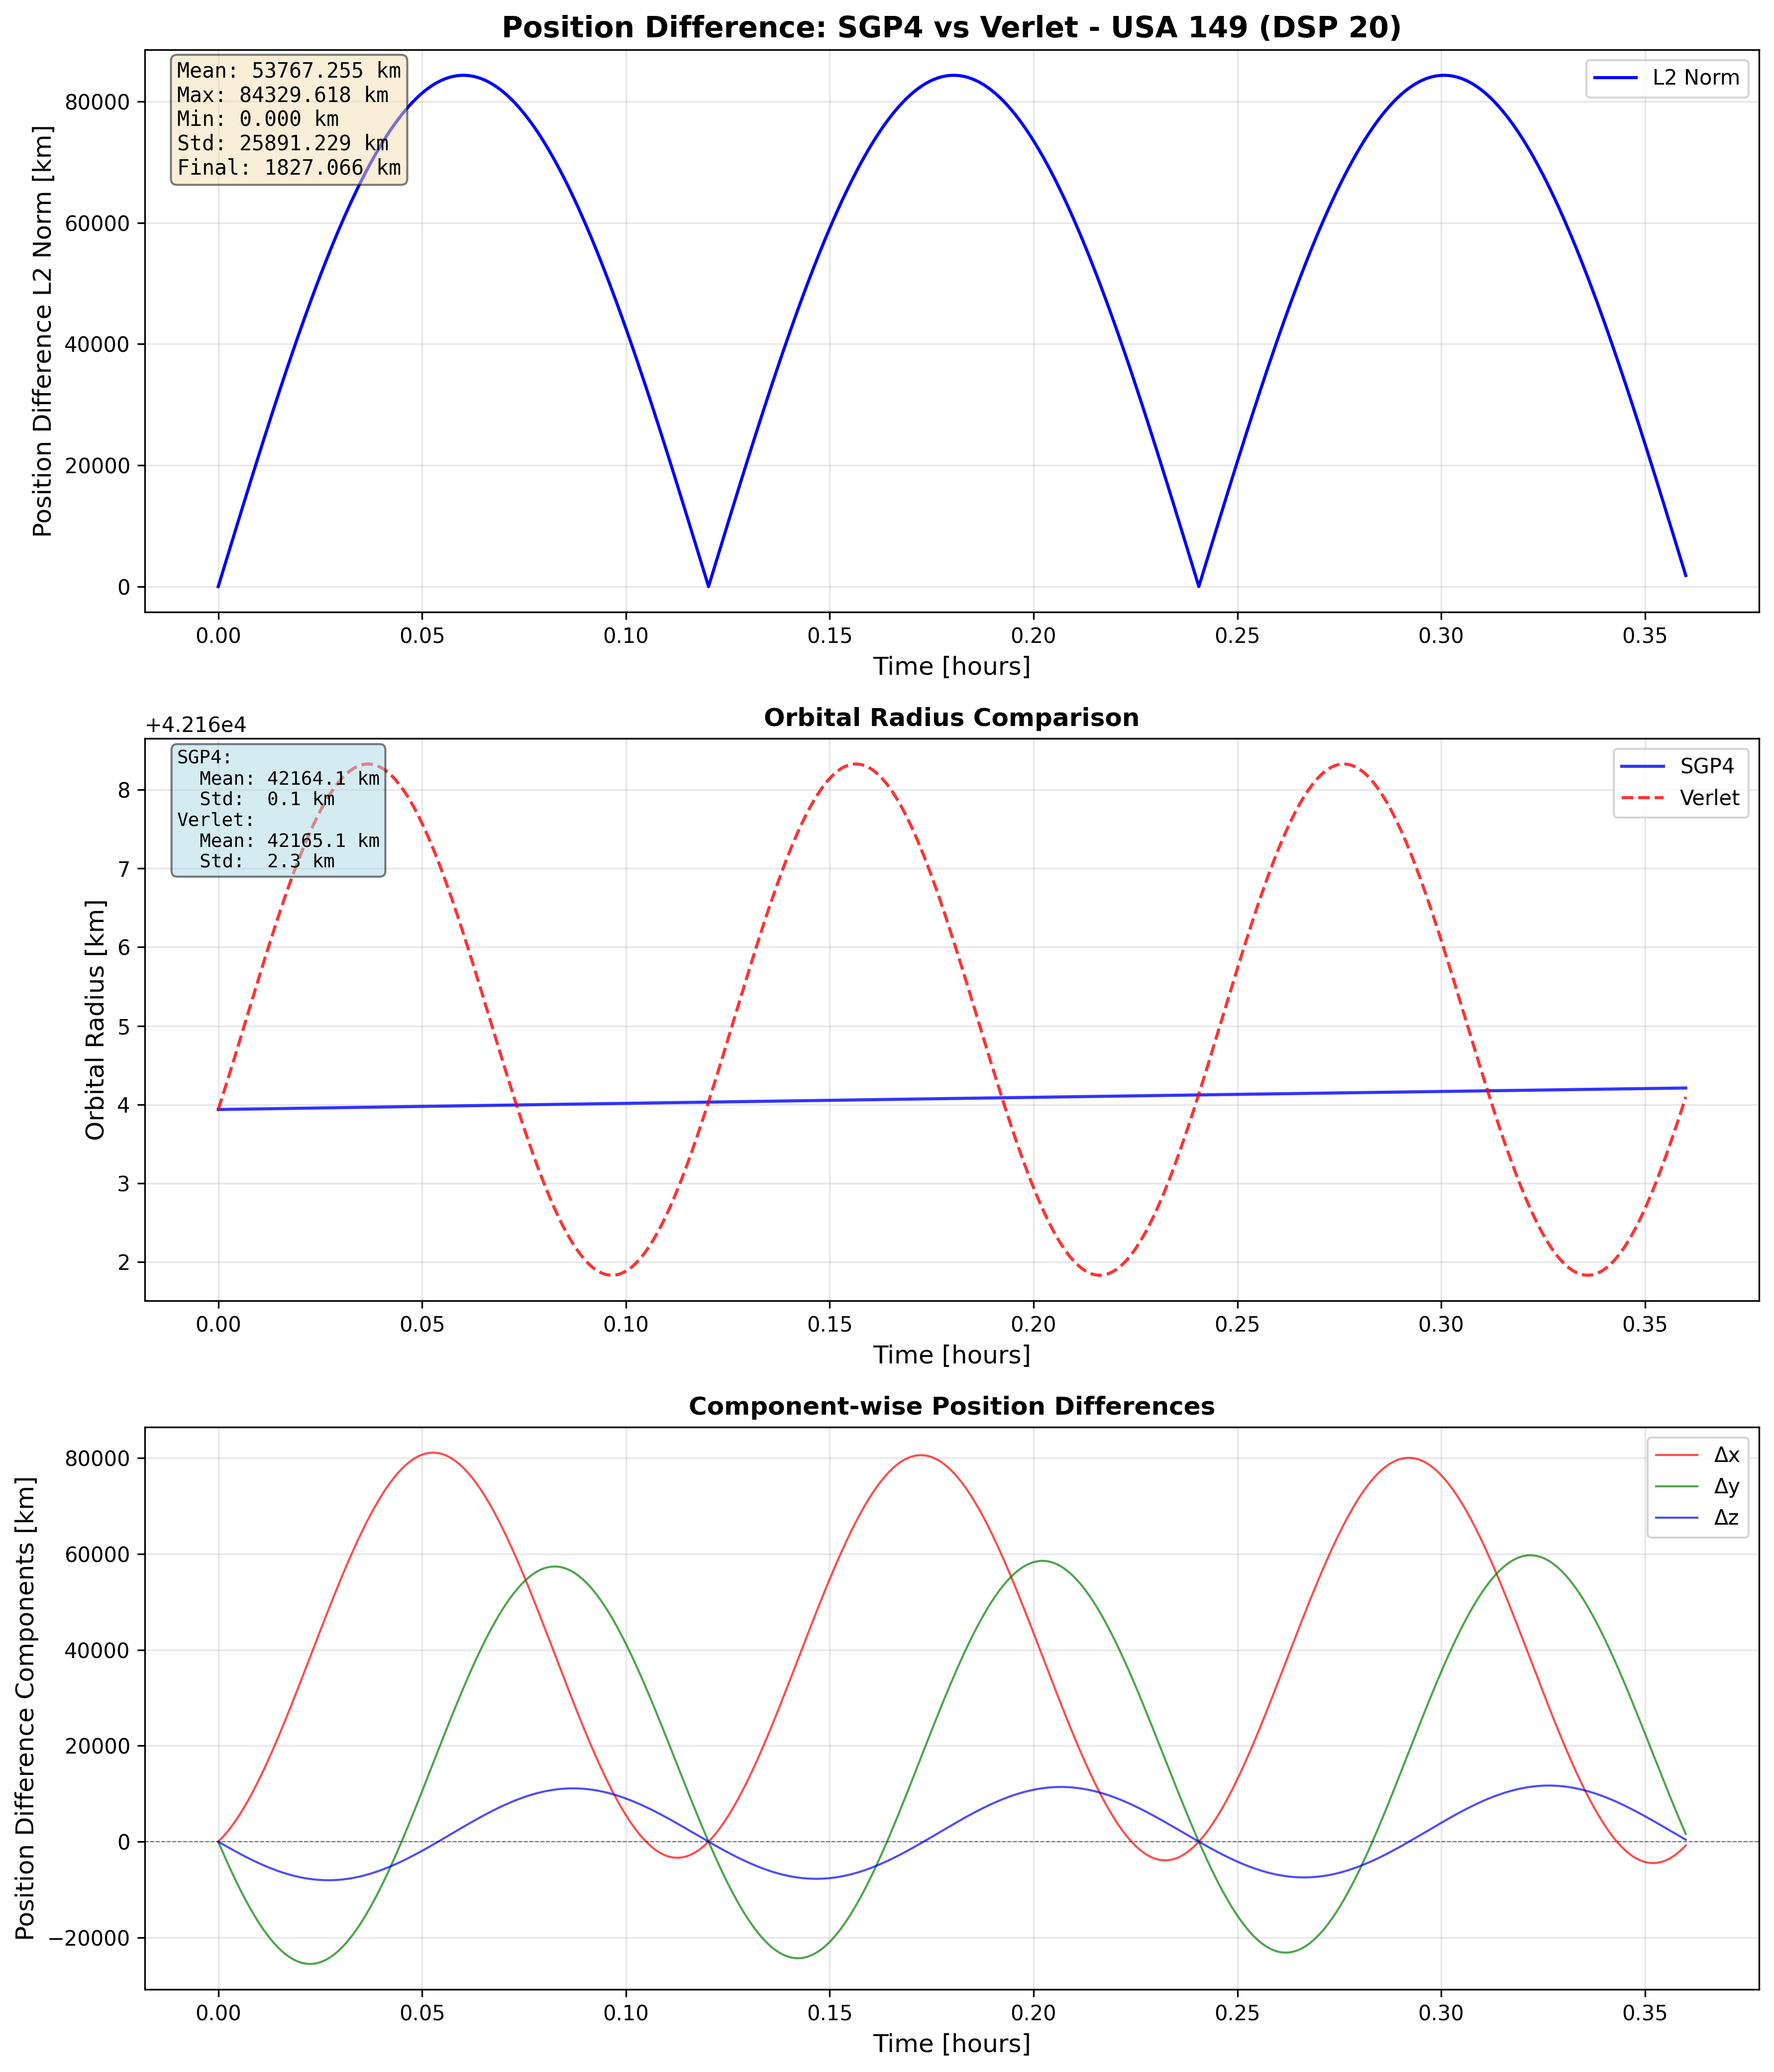 Position Difference: SGP4 vs Verlet - USA 149 (DSP 20)
Mean: 53767.255 km
Max: 84329.618 km
Min: 0.000 km
Std: 25891.229 km
Final: 1827.066 km
L2 Norm
Position Difference L2 Norm [km]
80000
60000
40000
20000
0
0.00 0.05 0.10 0.15 0.20 0.25 0.30 0.35
Time [hours]
+4.216e4
Orbital Radius Comparison
SGP4:
Mean: 42164.1 km
Std: 0.1 km
Verlet:
Mean: 42165.1 km
Std: 2.3 km
SGP4
Verlet
Orbital Radius [km]
8
7
6
5
4
3
2
0.00 0.05 0.10 0.15 0.20 0.25 0.30 0.35
Time [hours]
Component-wise Position Differences
Δx
Δy
Δz
Position Difference Components [km]
80000
60000
40000
20000
0
−20000
0.00 0.05 0.10 0.15 0.20 0.25 0.30 0.35
Time [hours]